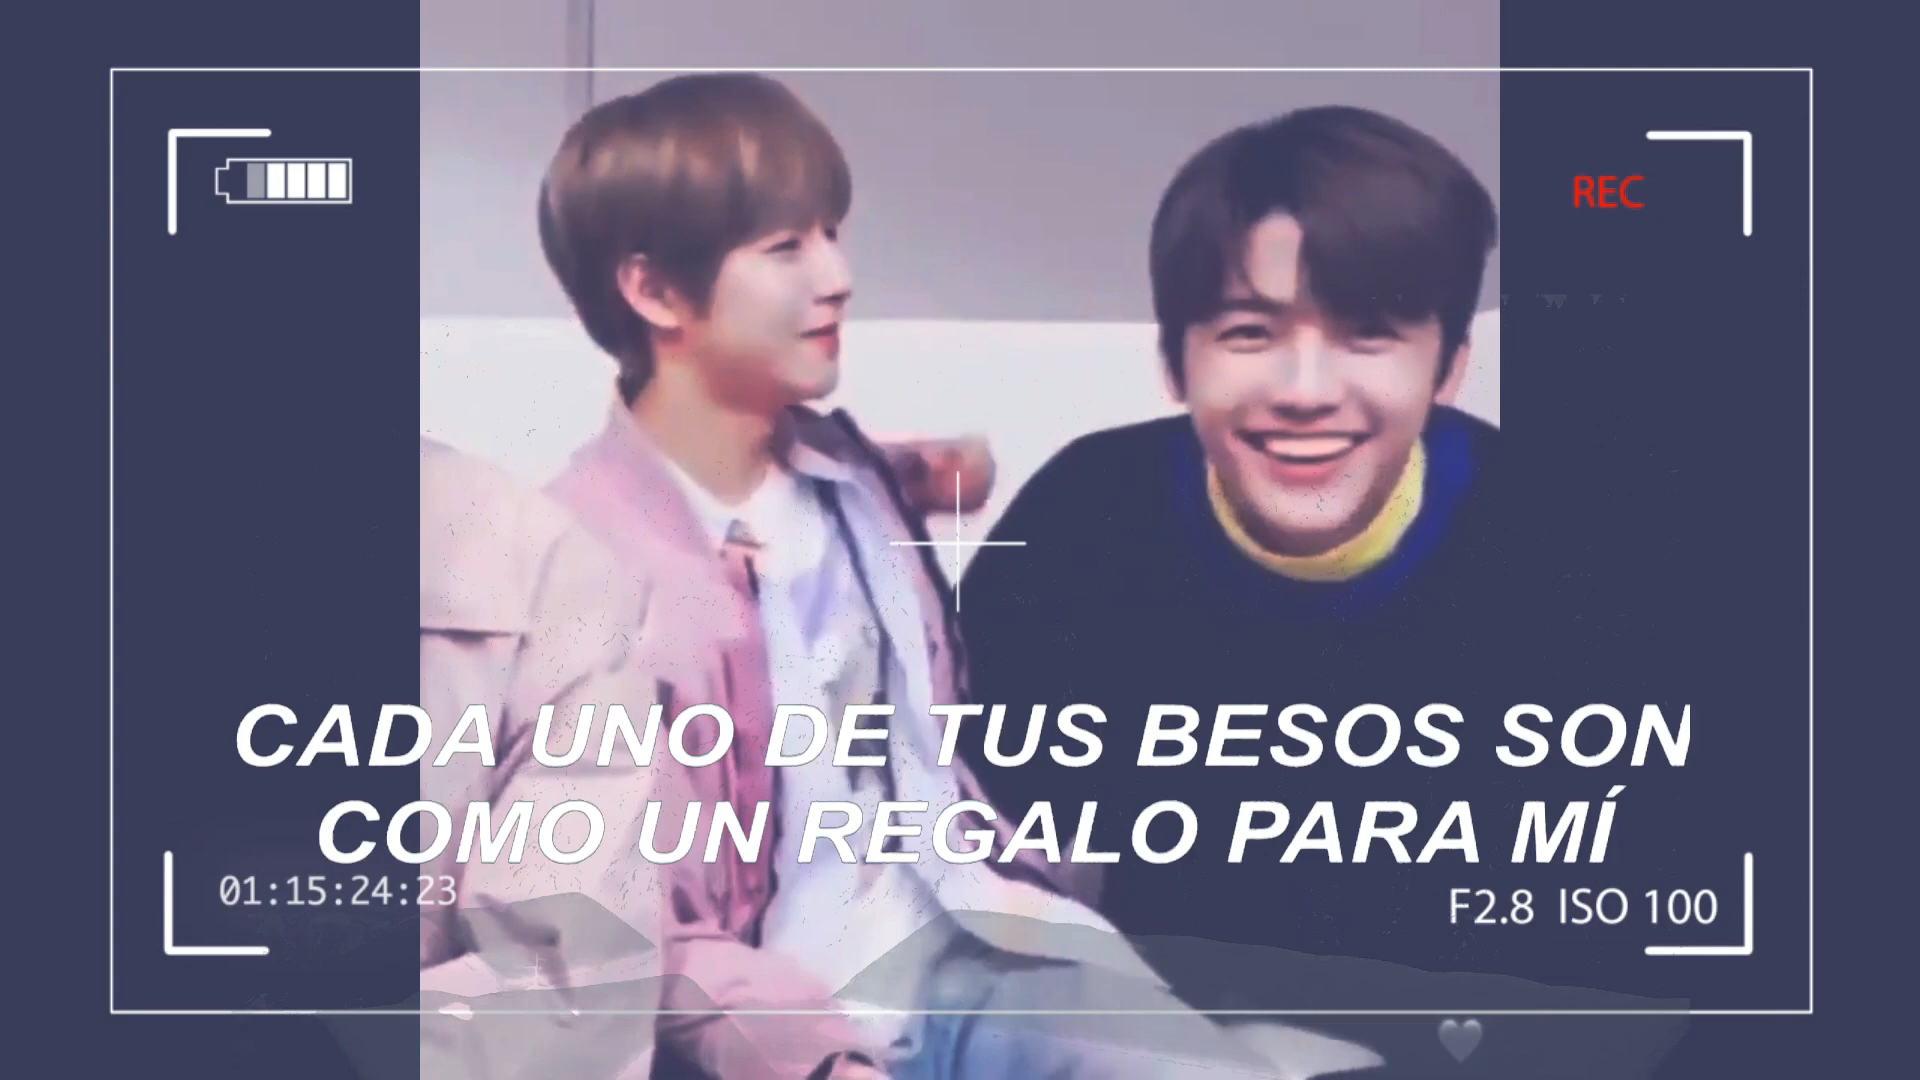 REC
CADA UNO DE TUS BESOS SON
COMO UN REGALO PARA MÍ
01:15:24:23
F2.8 ISO 100